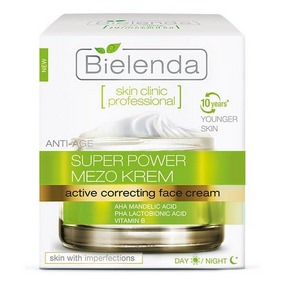 NEW
Bielenda
[ skin clinic
professional ]
10 years*
YOUNGER
SKIN
ANTI-AGE
SUPER POWER
MEZO KREM
active correcting face cream
AHA MANDELIC ACID
PHA LACTOBIONIC ACID
VITAMIN B
skin with imperfections
DAY / NIGHT